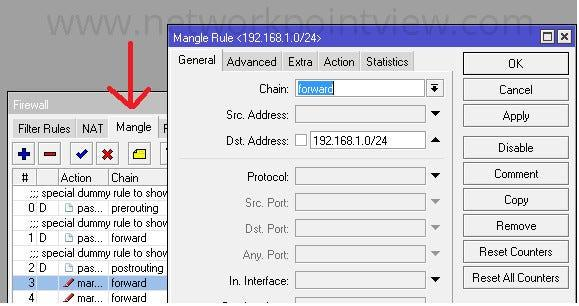 www.networkpointview.com
Mangle Rule <192.168.1.0/24>
General Advanced Extra Action Statistics
Chain: forward
Src. Address:
Dst. Address: 192.168.1.0/24
Protocol:
Src. Port:
Dst. Port:
Any. Port:
In. Interface:
OK
Cancel
Apply
Disable
Comment
Copy
Remove
Reset Counters
Reset All Counters
Firewall
Filter Rules NAT Mangle
# Action Chain
;;; special dummy rule to show
0 D pas... prerouting
;;; special dummy rule to show
1 D pas... forward
;;; special dummy rule to show
2 D pas... postrouting
3 mar... forward
4 mar... forward